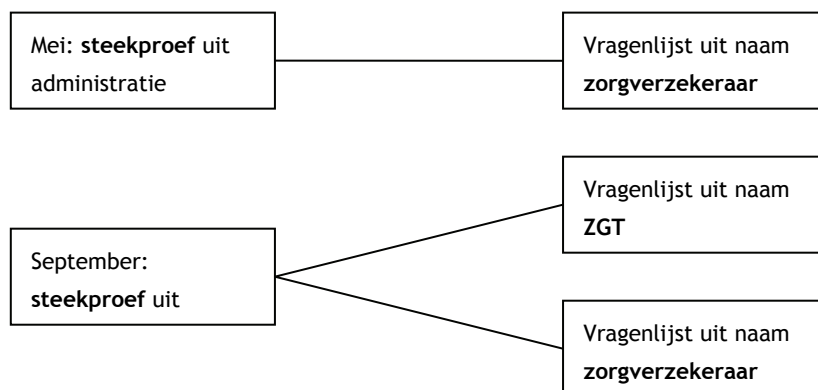 Mei: steekproef uit
administratie
Vragenlijst uit naam
zorgverzekeraar
September:
steekproef uit
Vragenlijst uit naam
ZGT
Vragenlijst uit naam
zorgverzekeraar